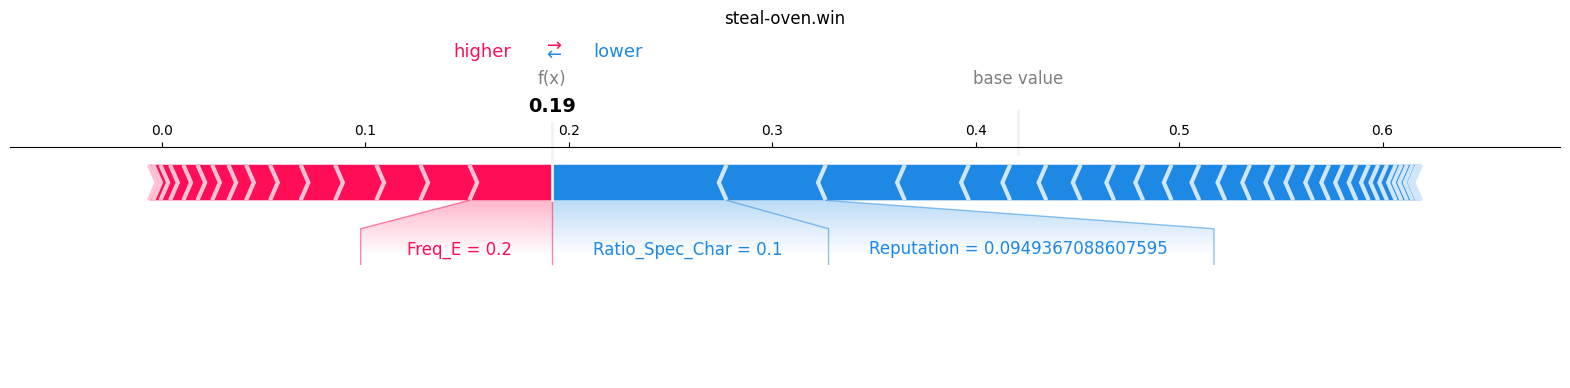 steal-oven.win
higher ⇄ lower
f(x) base value
0.19
0.0 0.1 0.2 0.3 0.4 0.5 0.6
Freq_E = 0.2 Ratio_Spec_Char = 0.1 Reputation = 0.0949367088607595